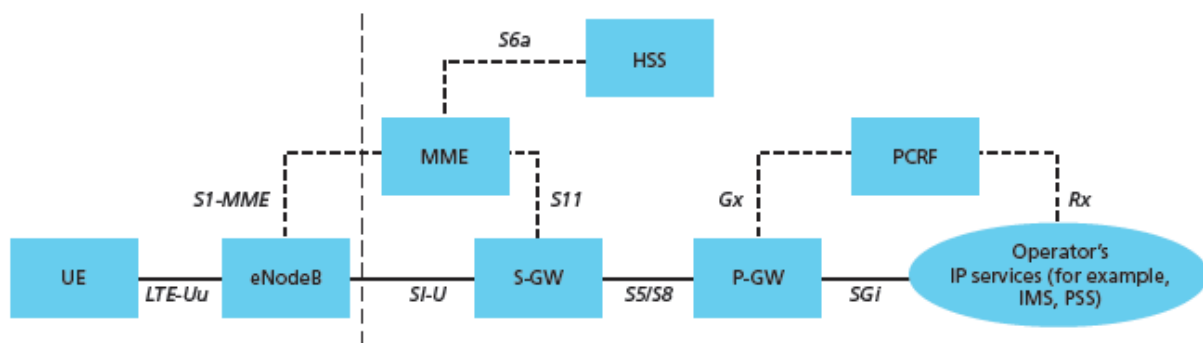 S6a
HSS
MME
PCRF
S1-MME
S11
Gx
Rx
UE
LTE-Uu
eNodeB
SI-U
S-GW
S5/S8
P-GW
SGi
Operator's
IP services (for example,
IMS, PSS)